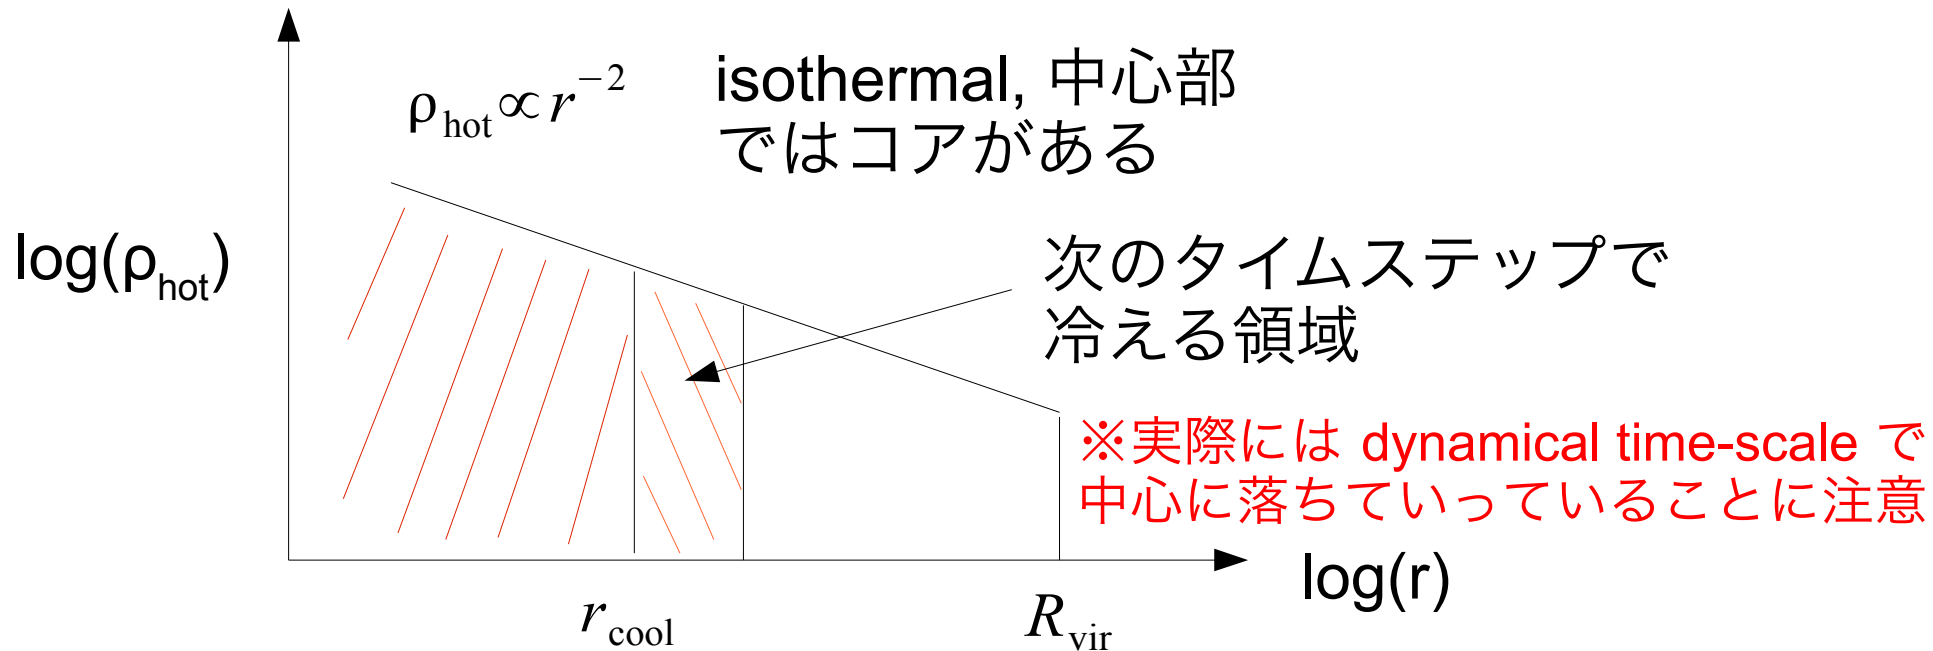 ρhot∝r−2
isothermal, 中心部
ではコアがある
log(ρhot)
次のタイムステップで
冷える領域
※実際には dynamical time-scale で
中心に落ちていっていることに注意
log(r)
rcool
Rvir